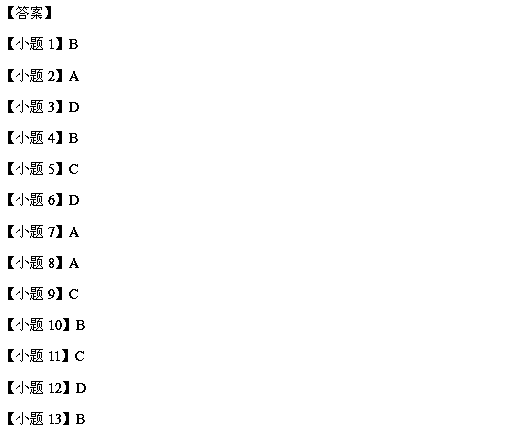 【答案】
【小题 1】B
【小题 2】A
【小题 3】D
【小题 4】B
【小题 5】C
【小题 6】D
【小题 7】A
【小题 8】A
【小题 9】C
【小题 10】B
【小题 11】C
【小题 12】D
【小题 13】B